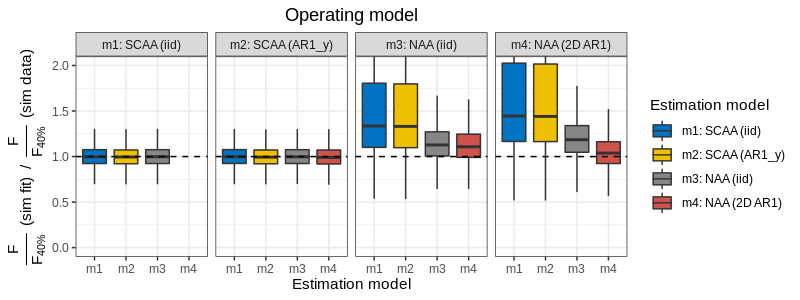 Operating model
m1: SCAA (iid)
m2: SCAA (AR1_y)
m3: NAA (iid)
m4: NAA (2D AR1)
F/F40% (sim fit) / F/F40% (sim data)
2.0
1.5
1.0
0.5
0.0
m1 m2 m3 m4
m1 m2 m3 m4
m1 m2 m3 m4
m1 m2 m3 m4
Estimation model
Estimation model
m1: SCAA (iid)
m2: SCAA (AR1_y)
m3: NAA (iid)
m4: NAA (2D AR1)